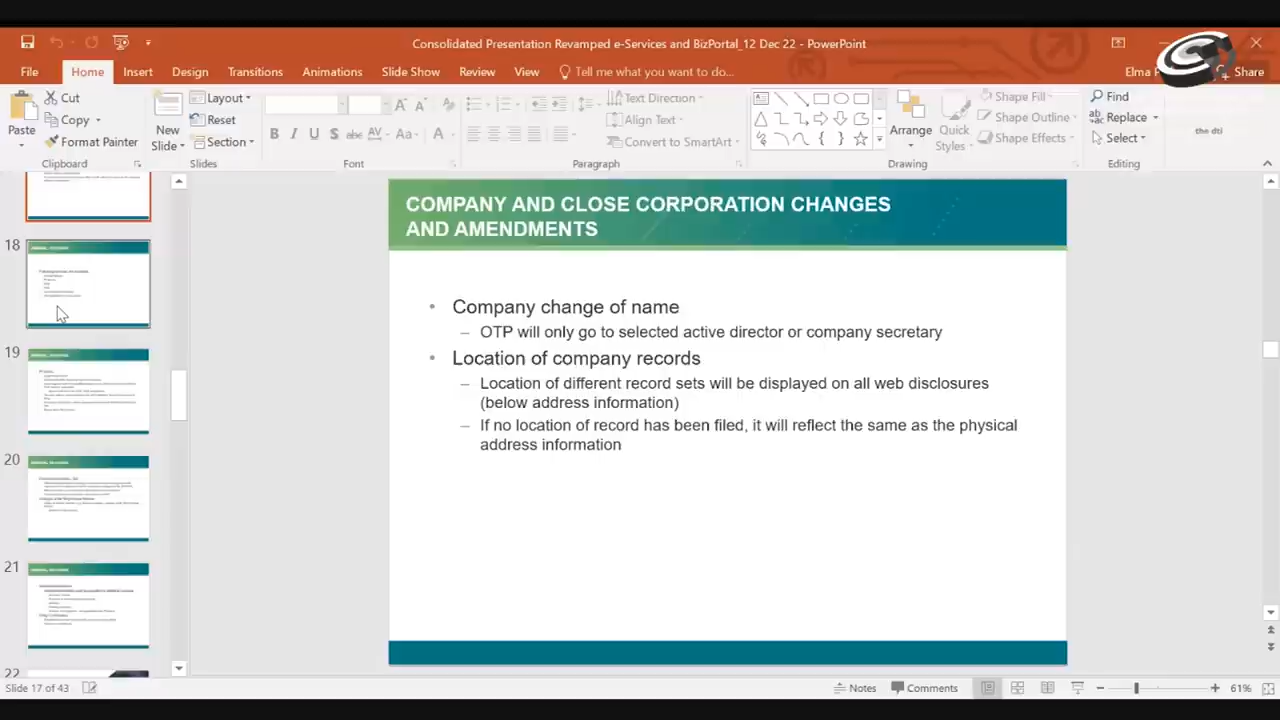 Consolidated Presentation Revamped e-Services and BizPortal_12 Dec 22 - PowerPoint
File Home Insert Design Transitions Animations Slide Show Review View Tell me what you want to do... Elma Share
Cut
Copy
Format Painter
Paste
Clipboard
New Slide
Layout
Reset
Section
Slides
B I U S abc AV Aa A
Font
Text Direction
Align Text
Convert to SmartArt
Paragraph
Arrange
Quick Styles
Shape Fill
Shape Outline
Shape Effects
Drawing
Find
Replace
Select
Editing
the dti
18
19
20
21
22
COMPANY AND CLOSE CORPORATION CHANGES
AND AMENDMENTS
• Company change of name
– OTP will only go to selected active director or company secretary
• Location of company records
– Location of different record sets will be displayed on all web disclosures
(below address information)
– If no location of record has been filed, it will reflect the same as the physical
address information
Slide 17 of 43 Notes Comments 61%